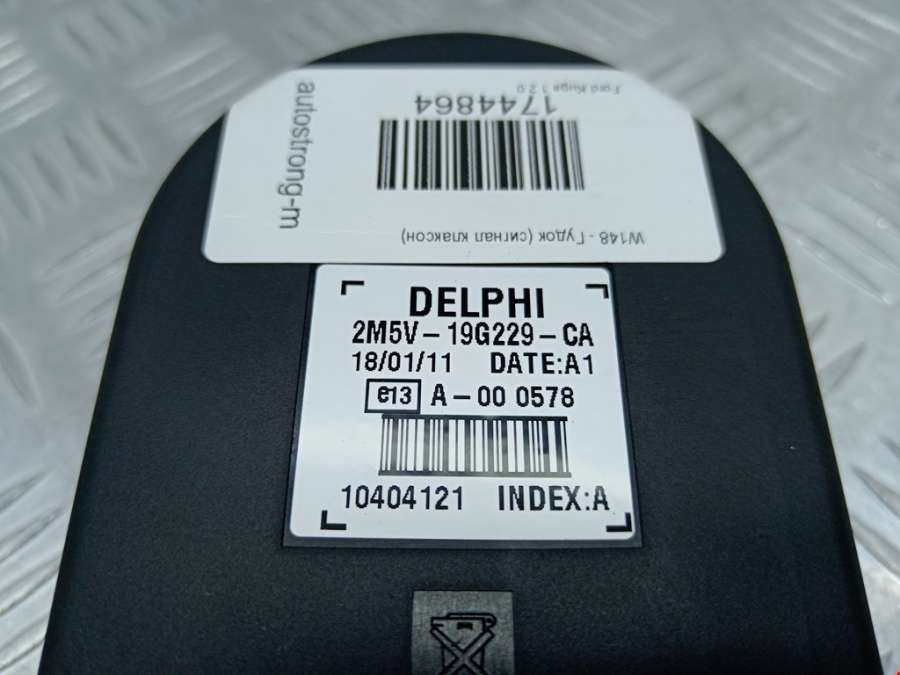 autostrong-m
W148 - Гудок (сигнал клаксон)
1744864
Ford Kuga 1 2.0
DELPHI
2M5V-19G229-CA
18/01/11 DATE:A1
e13 A-00 0578
10404121 INDEX:A